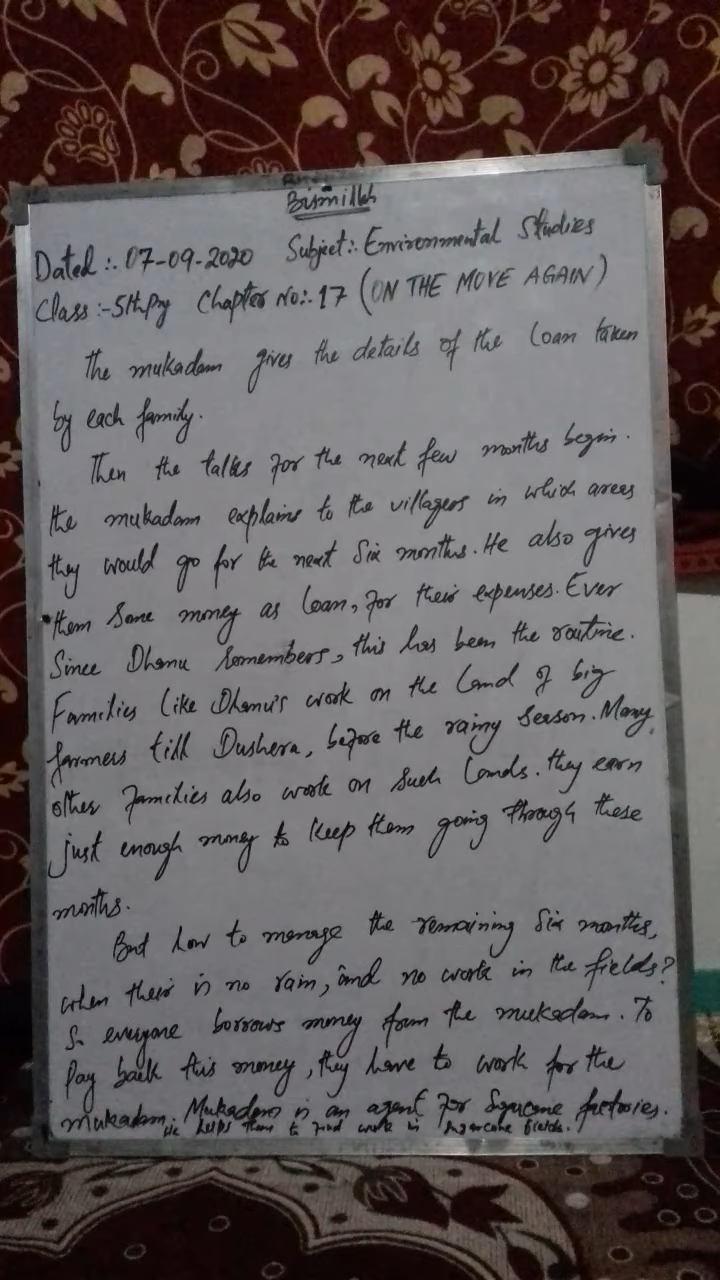 Bismillah
Dated :. 07-09-2020 Subject:. Environmental Studies
Class :- 5th Pry Chapter No:. 17 (ON THE MOVE AGAIN)
The mukadam gives the details of the loan taken
by each family.
Then the talks for the next few months begin.
the mukadam explains to the villagers in which areas
they would go for the next Six months. He also gives
them Some money as loan, for their expenses. Ever
Since Dhanu remembers, this has been the routine.
Families like Dhanu's work on the land of big
farmers till Dushera, before the rainy season. Many
other families also work on such lands. they earn
just enough money to keep them going through these
months.
But how to manage the remaining Six months,
when their is no rain, and no work in the fields?
So everyone borrows money from the mukadam. To
Pay back this money, they have to work for the
mukadam. Mukadam is an agent for Sgucane factories.
He helps them to find work in Sugarcane fields.